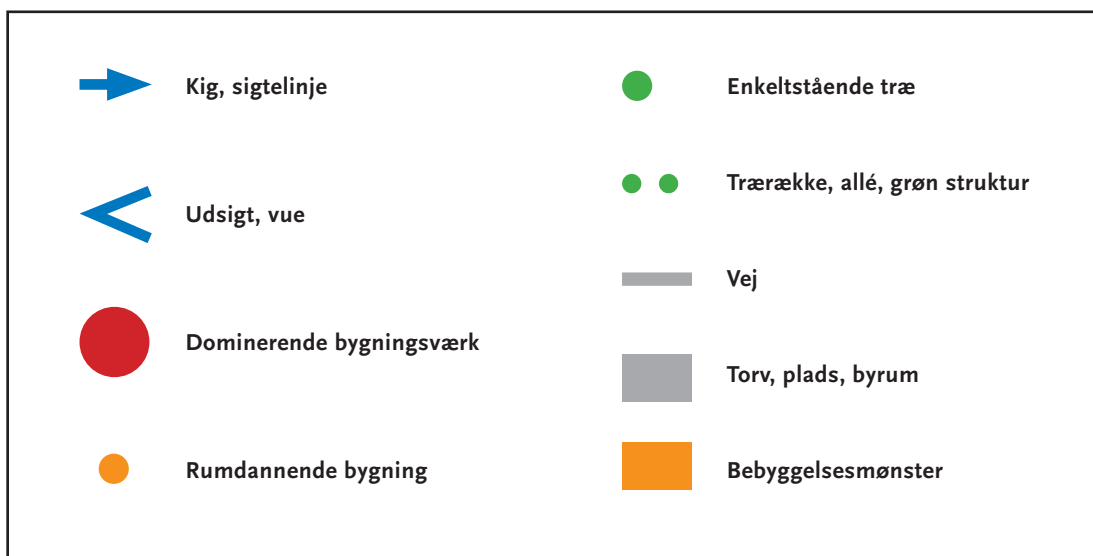 Kig, sigtelinje
Udsigt, vue
Dominerende bygningsværk
Rumdannende bygning
Enkeltstående træ
Trærække, allé, grøn struktur
Vej
Torv, plads, byrum
Bebyggelsesmønster